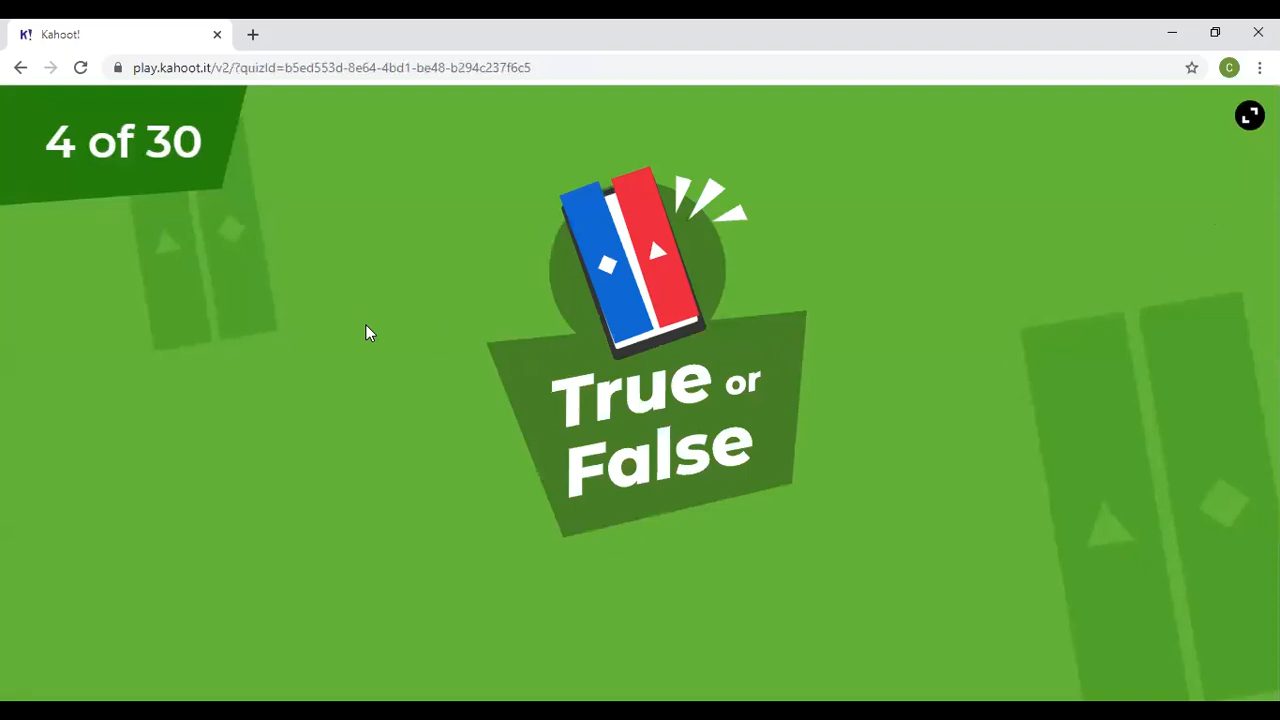 K! Kahoot!
play.kahoot.it/v2/?quizId=b5ed553d-8e64-4bd1-be48-b294c237f6c5
C
4 of 30
True or
False